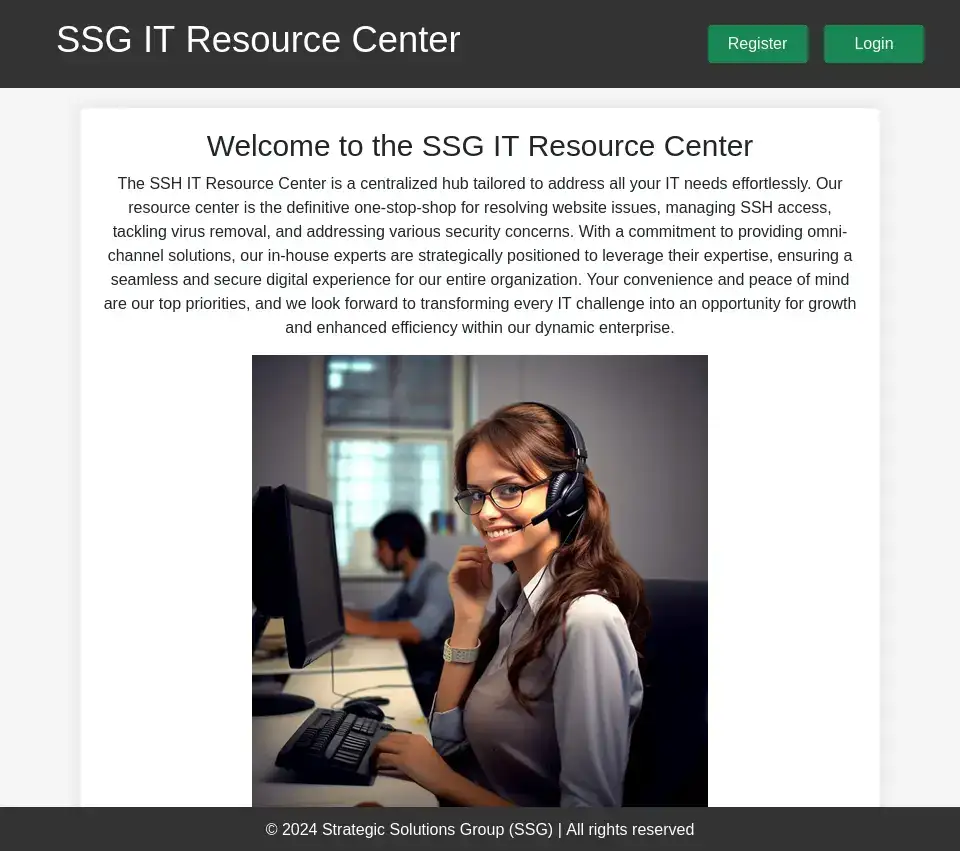 SSG IT Resource Center
Register
Login
Welcome to the SSG IT Resource Center
The SSH IT Resource Center is a centralized hub tailored to address all your IT needs effortlessly. Our
resource center is the definitive one-stop-shop for resolving website issues, managing SSH access,
tackling virus removal, and addressing various security concerns. With a commitment to providing omni-
channel solutions, our in-house experts are strategically positioned to leverage their expertise, ensuring a
seamless and secure digital experience for our entire organization. Your convenience and peace of mind
are our top priorities, and we look forward to transforming every IT challenge into an opportunity for growth
and enhanced efficiency within our dynamic enterprise.
© 2024 Strategic Solutions Group (SSG) | All rights reserved